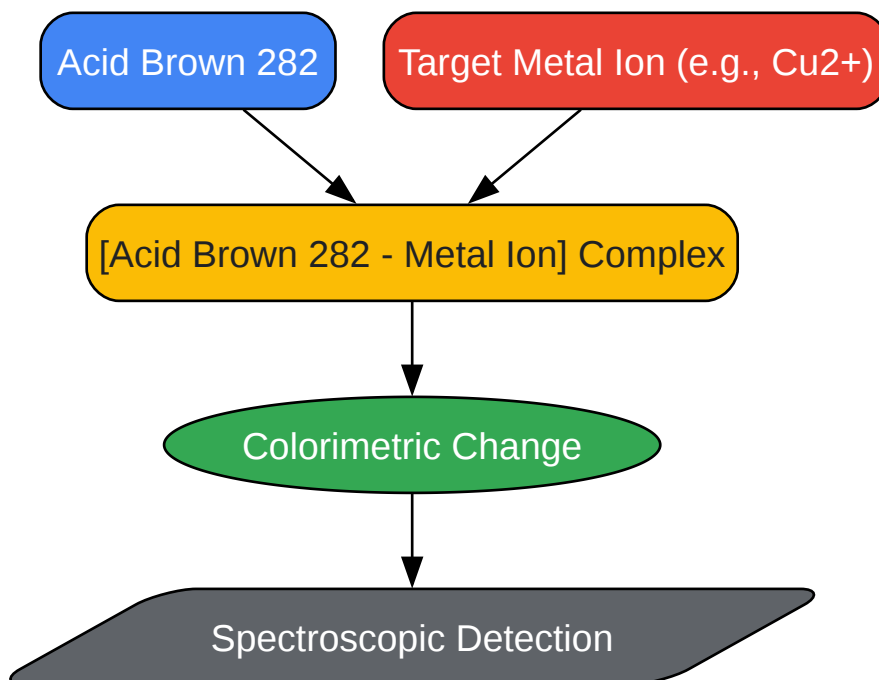 Acid Brown 282
Target Metal Ion (e.g., Cu2+)
[Acid Brown 282 - Metal Ion] Complex
Colorimetric Change
Spectroscopic Detection